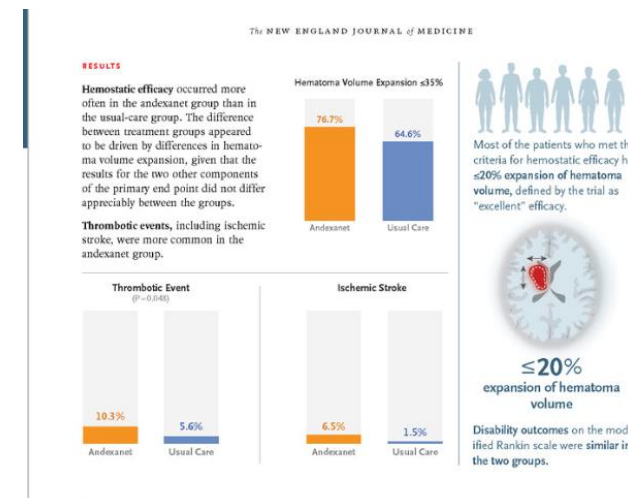 The NEW ENGLAND JOURNAL of MEDICINE
RESULTS
Hemostatic efficacy occurred more
often in the andexanet group than in
the usual-care group. The difference
between treatment groups appeared
to be driven by differences in hemato-
ma volume expansion, given that the
results for the two other components
of the primary end point did not differ
appreciably between the groups.
Thrombotic events, including ischemic
stroke, were more common in the
andexanet group.
Hematoma Volume Expansion ≤35%
76.7%
64.6%
Andexanet
Usual Care
Most of the patients who met th
criteria for hemostatic efficacy h
≤20% expansion of hematoma
volume, defined by the trial as
"excellent" efficacy.
Thrombotic Event
(P=0.048)
10.3%
5.6%
Andexanet
Usual Care
Ischemic Stroke
6.5%
1.5%
Andexanet
Usual Care
≤20%
expansion of hematoma
volume
Disability outcomes on the mod-
ified Rankin scale were similar in
the two groups.